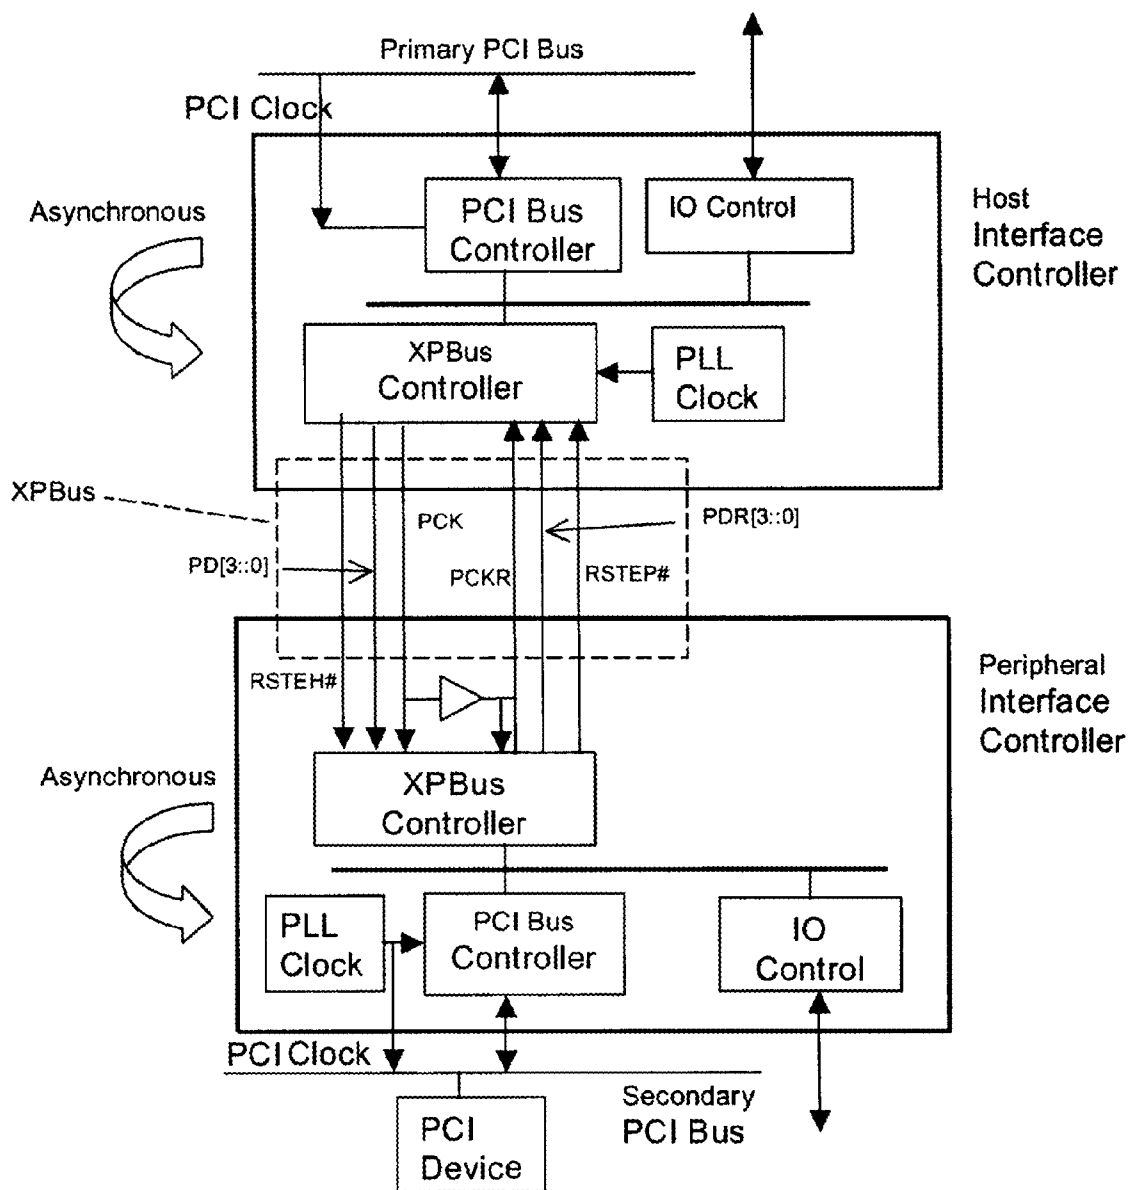 Primary PCI Bus
PCI Clock
Asynchronous
PCI Bus
Controller
IO Control
Host
Interface
Controller
XPBus
Controller
PLL
Clock
XPBus
PCK
PDR[3::0]
PD[3::0]
PCKR
RSTEP#
RSTEH#
Peripheral
Interface
Controller
Asynchronous
XPBus
Controller
PLL
Clock
PCI Bus
Controller
IO
Control
PCI Clock
Secondary
PCI Bus
PCI
Device